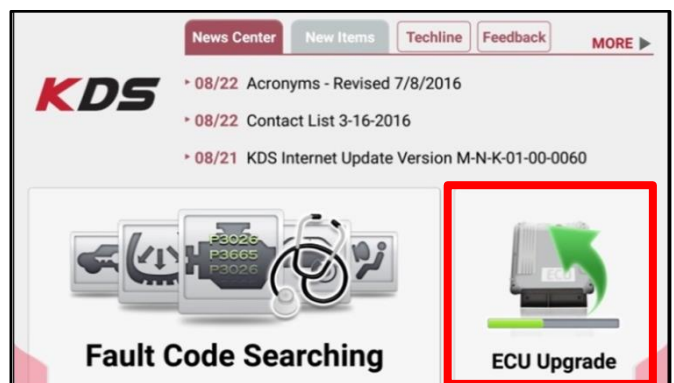 News Center New Items Techline Feedback MORE
KDS
08/22 Acronyms - Revised 7/8/2016
08/22 Contact List 3-16-2016
08/21 KDS Internet Update Version M-N-K-01-00-0060
P3026
P3665
P3026
ECU
Fault Code Searching
ECU Upgrade